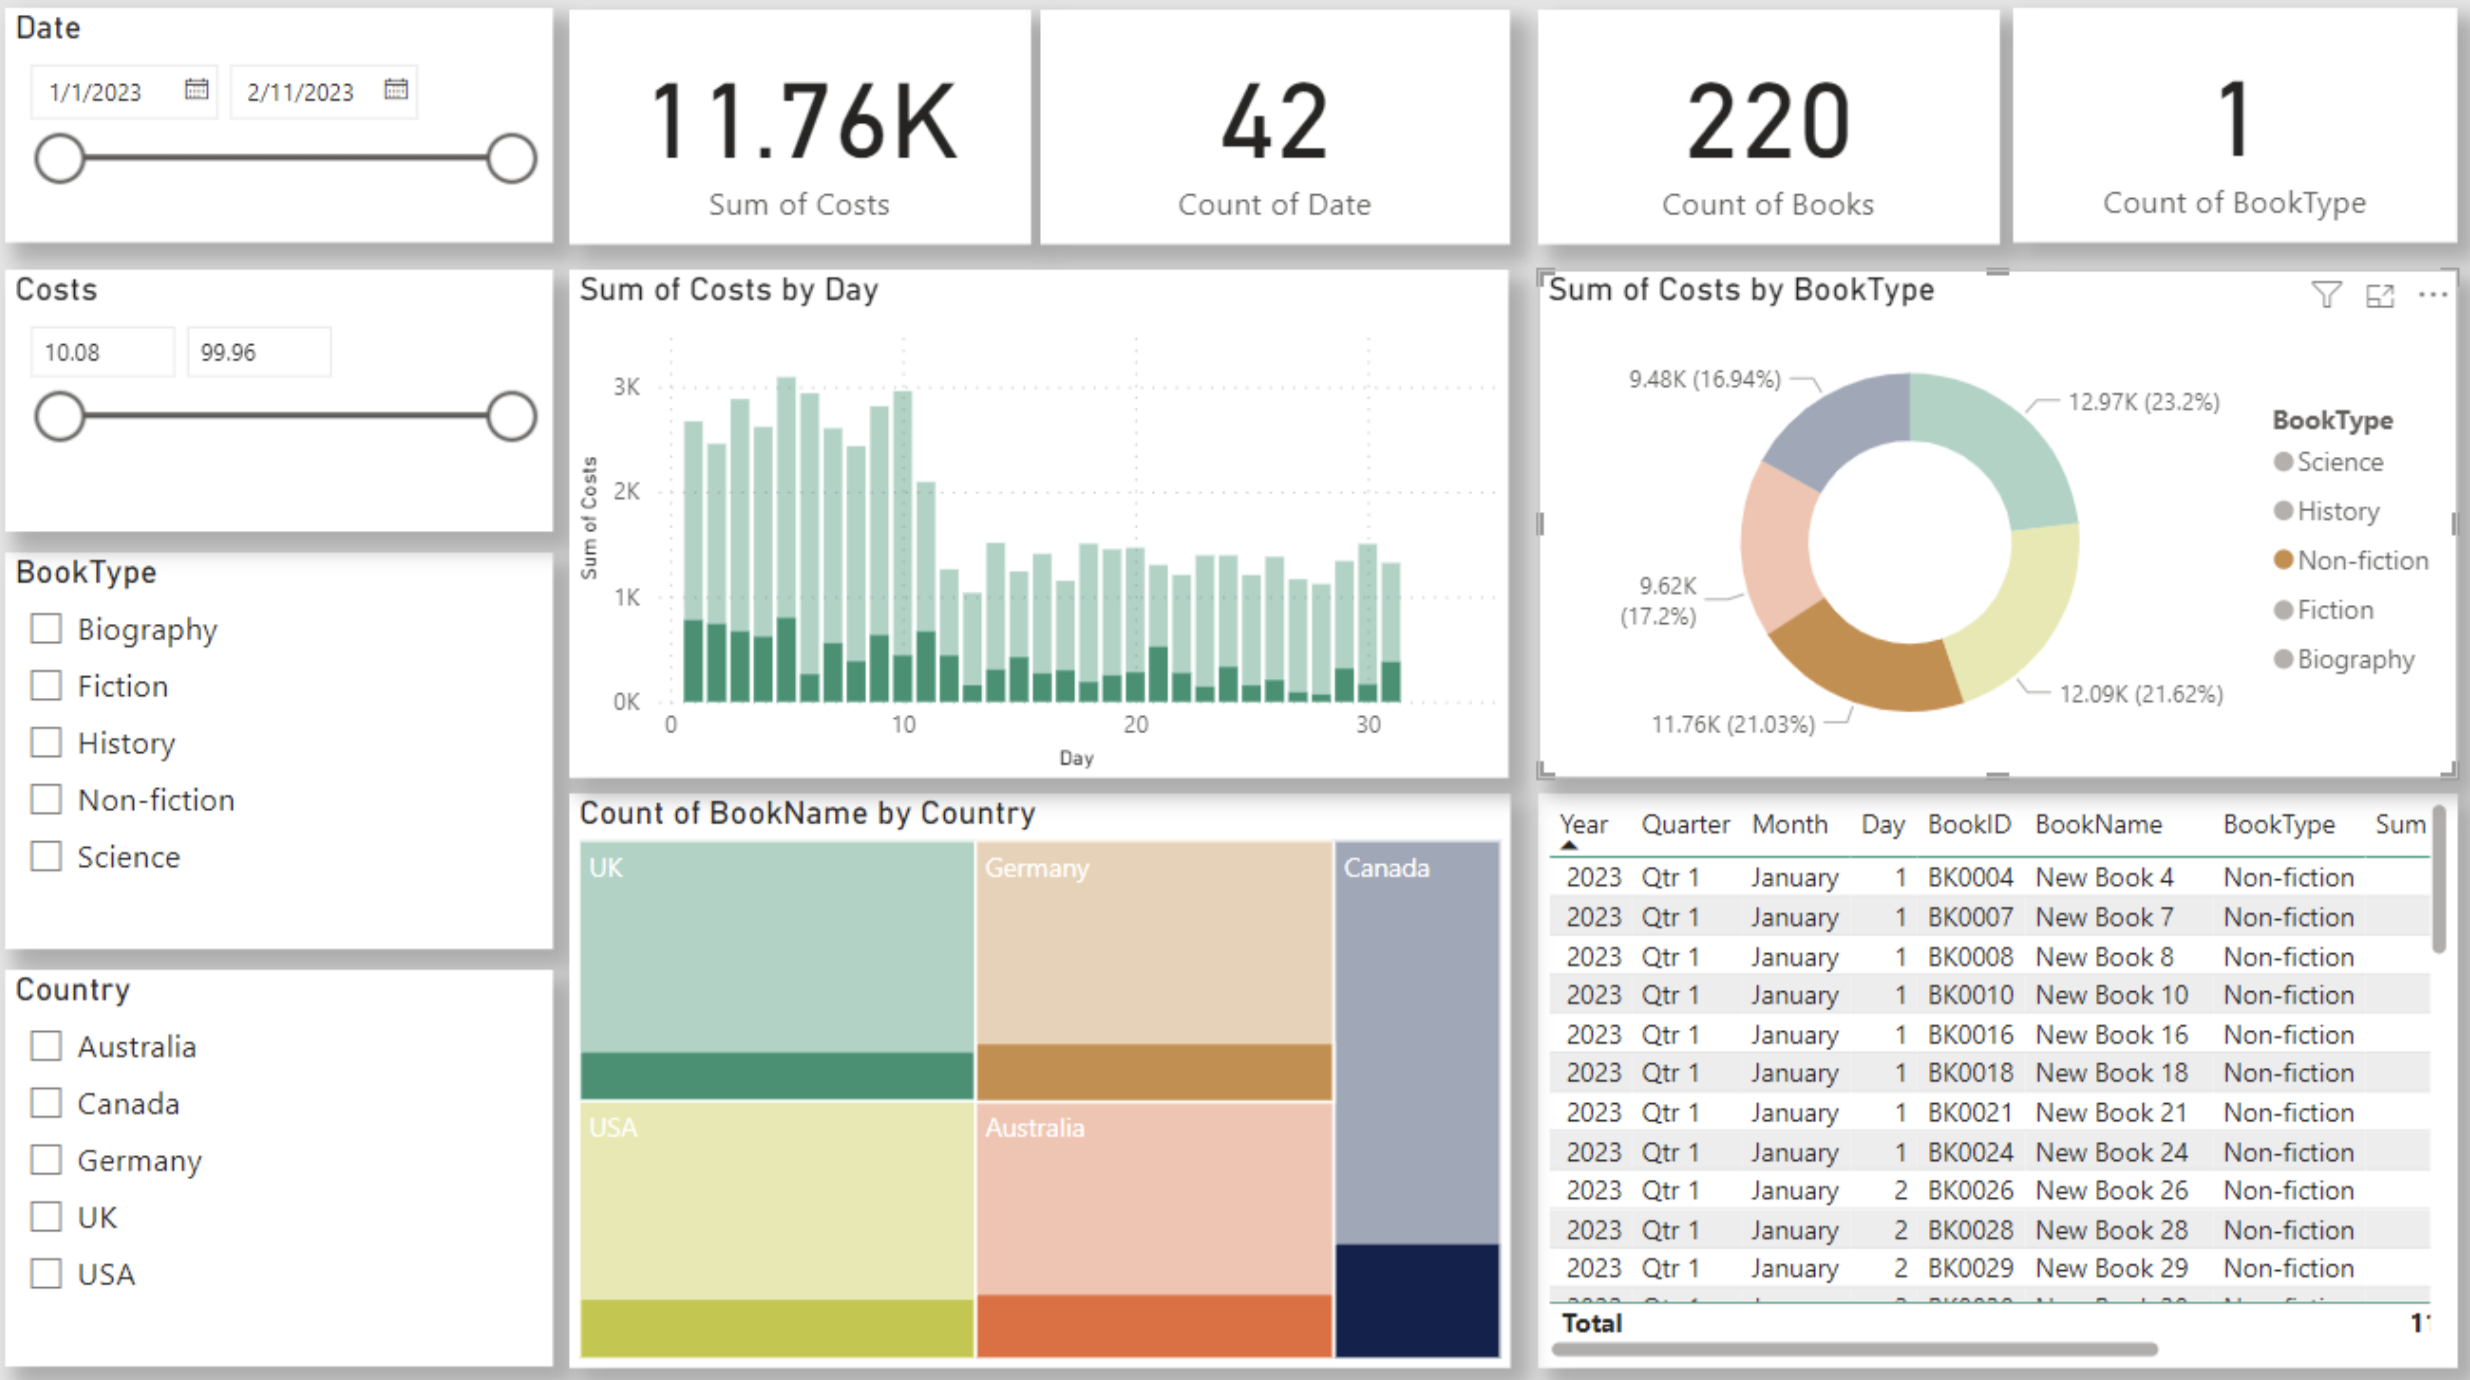 Date
1/1/2023 2/11/2023
11.76K
Sum of Costs
42
Count of Date
220
Count of Books
1
Count of BookType
Costs
10.08 99.96
BookType
Biography
Fiction
History
Non-fiction
Science
Country
Australia
Canada
Germany
UK
USA
Sum of Costs by Day
Sum of Costs
3K
2K
1K
0K
0 10 20 30
Day
Sum of Costs by BookType
9.48K (16.94%)
12.97K (23.2%)
9.62K
(17.2%)
12.09K (21.62%)
11.76K (21.03%)
BookType
Science
History
Non-fiction
Fiction
Biography
Count of BookName by Country
UK
Germany
Canada
USA
Australia
Year Quarter Month Day BookID BookName BookType Sum
2023 Qtr 1 January 1 BK0004 New Book 4 Non-fiction
2023 Qtr 1 January 1 BK0007 New Book 7 Non-fiction
2023 Qtr 1 January 1 BK0008 New Book 8 Non-fiction
2023 Qtr 1 January 1 BK0010 New Book 10 Non-fiction
2023 Qtr 1 January 1 BK0016 New Book 16 Non-fiction
2023 Qtr 1 January 1 BK0018 New Book 18 Non-fiction
2023 Qtr 1 January 1 BK0021 New Book 21 Non-fiction
2023 Qtr 1 January 1 BK0024 New Book 24 Non-fiction
2023 Qtr 1 January 2 BK0026 New Book 26 Non-fiction
2023 Qtr 1 January 2 BK0028 New Book 28 Non-fiction
2023 Qtr 1 January 2 BK0029 New Book 29 Non-fiction
Total